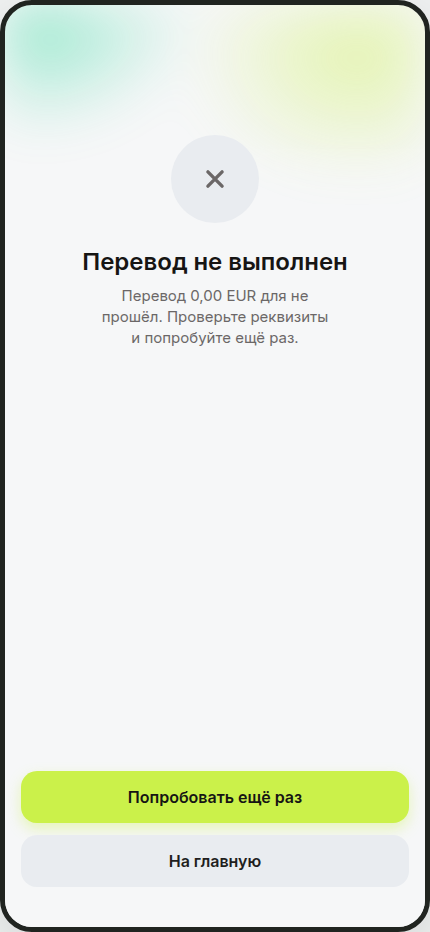 Перевод не выполнен
Перевод 0,00 EUR для не
прошёл. Проверьте реквизиты
и попробуйте ещё раз.
Попробовать ещё раз
На главную